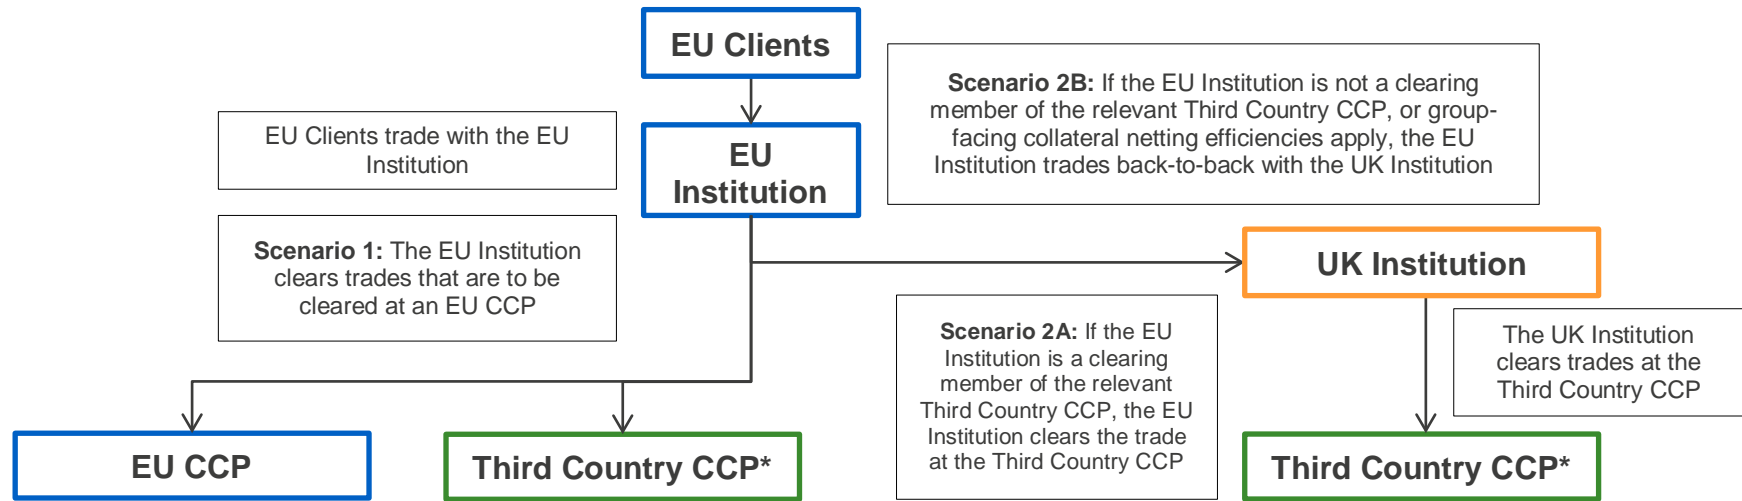 EU Clients
Scenario 2B: If the EU Institution is not a clearing
member of the relevant Third Country CCP, or group-
facing collateral netting efficiencies apply, the EU
Institution trades back-to-back with the UK Institution
EU Clients trade with the EU
Institution
EU
Institution
Scenario 1: The EU Institution
clears trades that are to be
cleared at an EU CCP
UK Institution
Scenario 2A: If the EU
Institution is a clearing
member of the relevant
Third Country CCP, the EU
Institution clears the trade
at the Third Country CCP
The UK Institution
clears trades at the
Third Country CCP
EU CCP
Third Country CCP*
Third Country CCP*